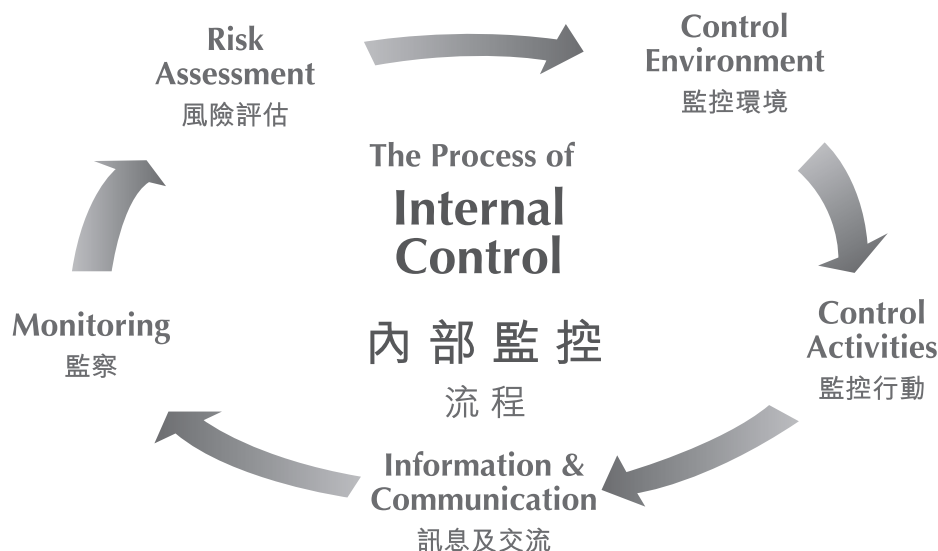 Risk
Assessment
風險評估
Control
Environment
監控環境
The Process of
Internal
Control
內部監控
流程
Control
Activities
監控行動
Information &
Communication
訊息及交流
Monitoring
監察